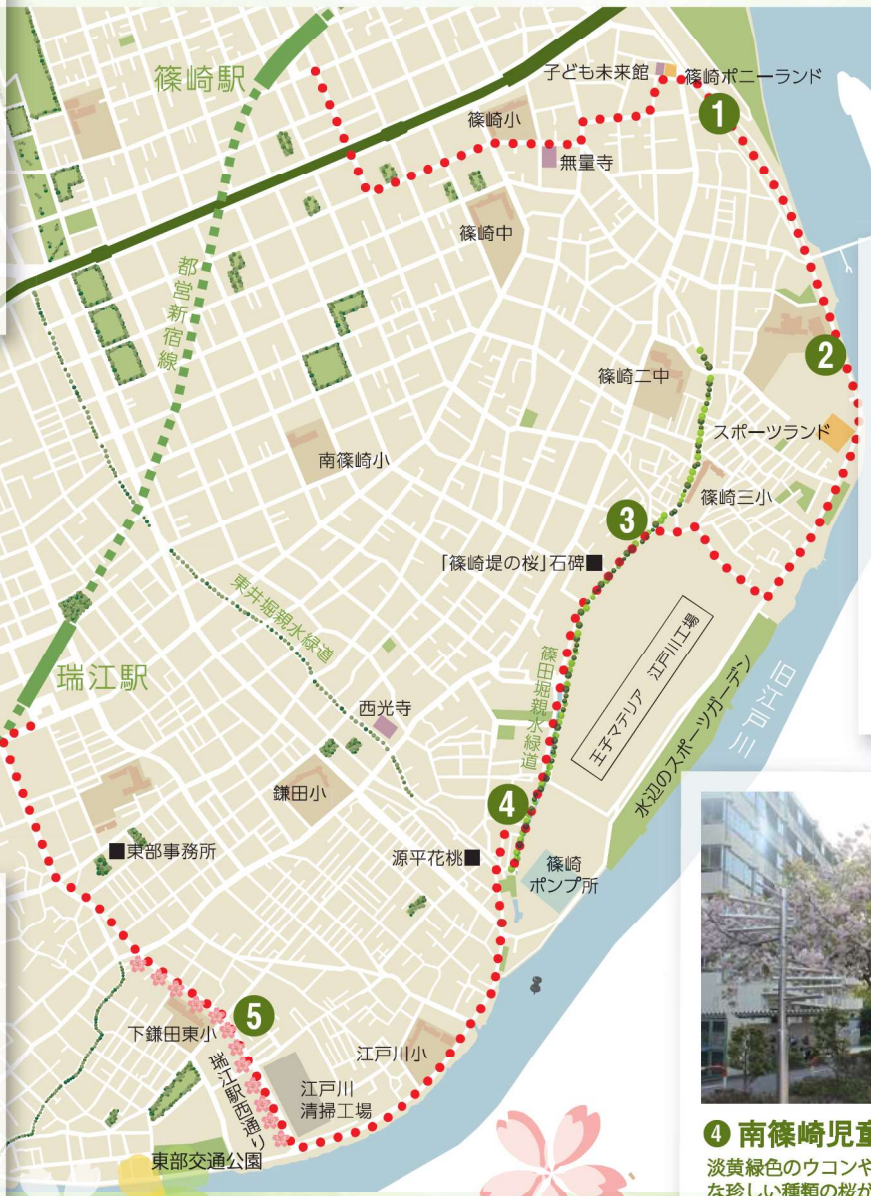 篠崎駅
子ども未来館
篠崎ポニーランド
1
篠崎小
無量寺
篠崎中
都営新宿線
2
篠崎二中
スポーツランド
南篠崎小
篠崎三小
3
「篠崎堤の桜」石碑■
東井堀親水緑道
瑞江駅
篠田堀親水緑道
王子マテリア 江戸川工場
旧江戸川
水辺のスポーツガーデン
西光寺
鎌田小
4
■東部事務所
源平花桃■
篠崎
ポンプ所
5
下鎌田東小
瑞江駅西通り
江戸川小
江戸川
清掃工場
東部交通公園
4 南篠崎児童
淡黄緑色のウコンや
な珍しい種類の桜が